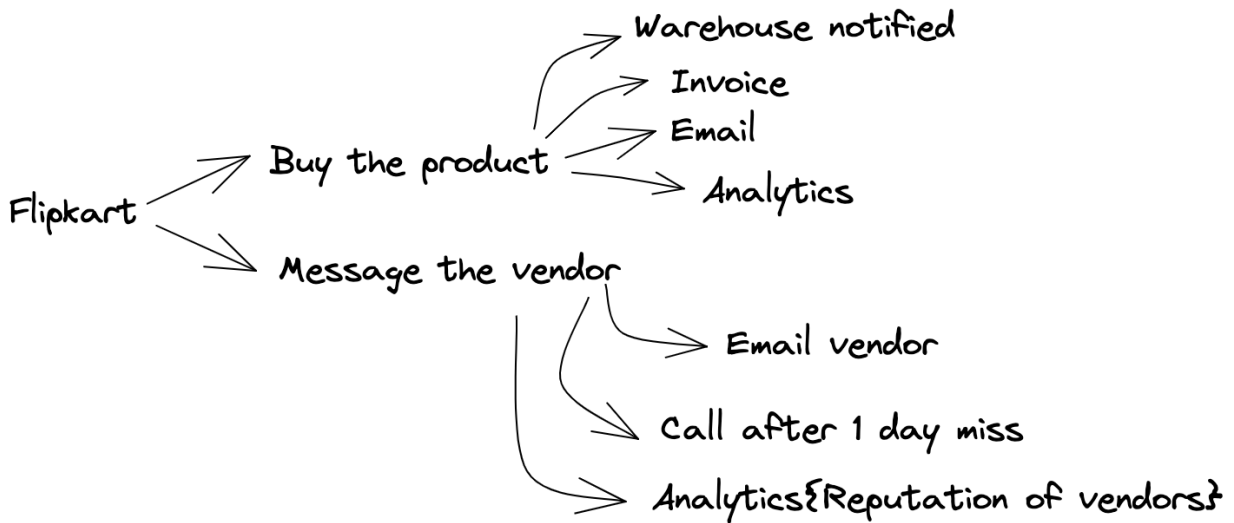 Warehouse notified
Invoice
Email
Buy the product
Analytics
Flipkart
Message the vendor
Email vendor
Call after 1 day miss
Analytics{Reputation of vendors}